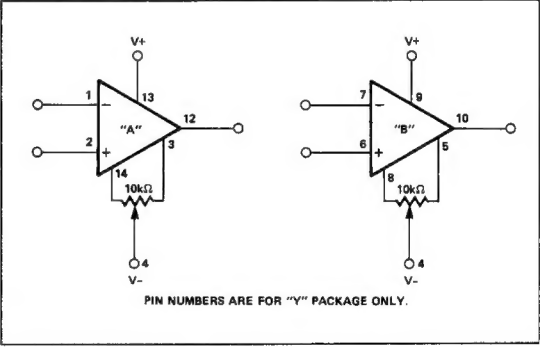 V+
V+
1
13
7
9
−
−
"A"
12
"B"
10
2
+
3
6
+
5
14
8
10kΩ
10kΩ
4
4
V−
V−
PIN NUMBERS ARE FOR "Y" PACKAGE ONLY.